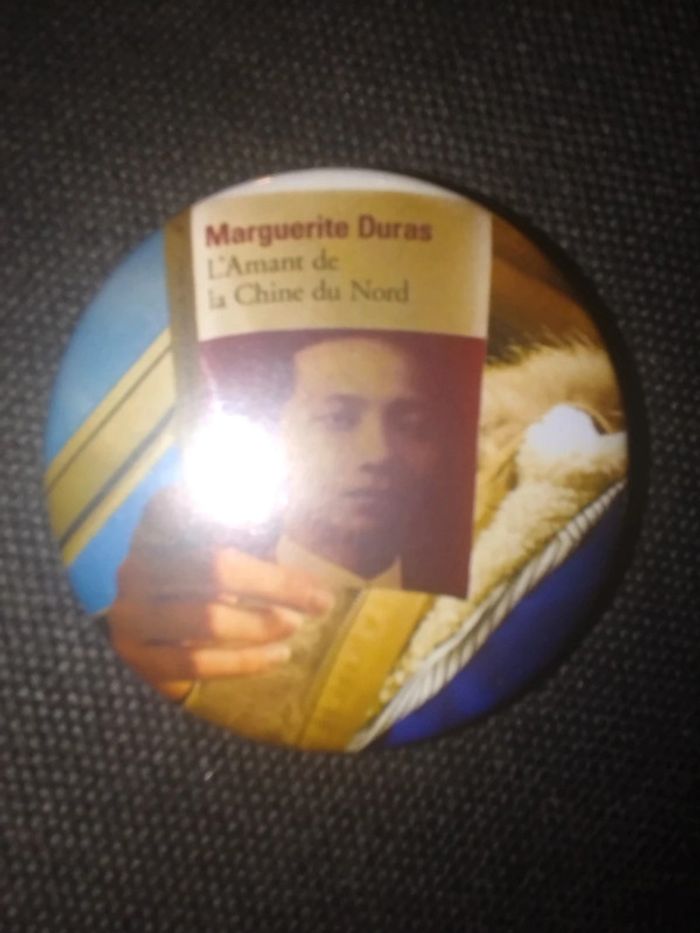 Marguerite Duras
L'Amant de
la Chine du Nord